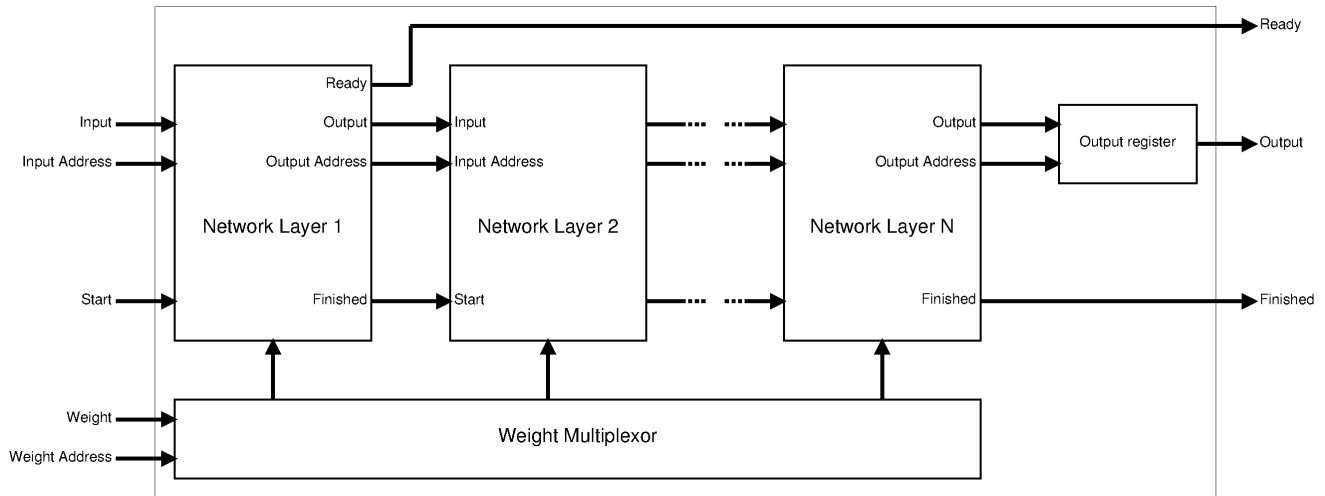 Ready
Ready
Input
Output
Input
Output
Output register
Output
Input Address
Output Address
Input Address
Output Address
Network Layer 1
Network Layer 2
Network Layer N
Start
Finished
Start
Finished
Finished
Weight
Weight Multiplexor
Weight Address